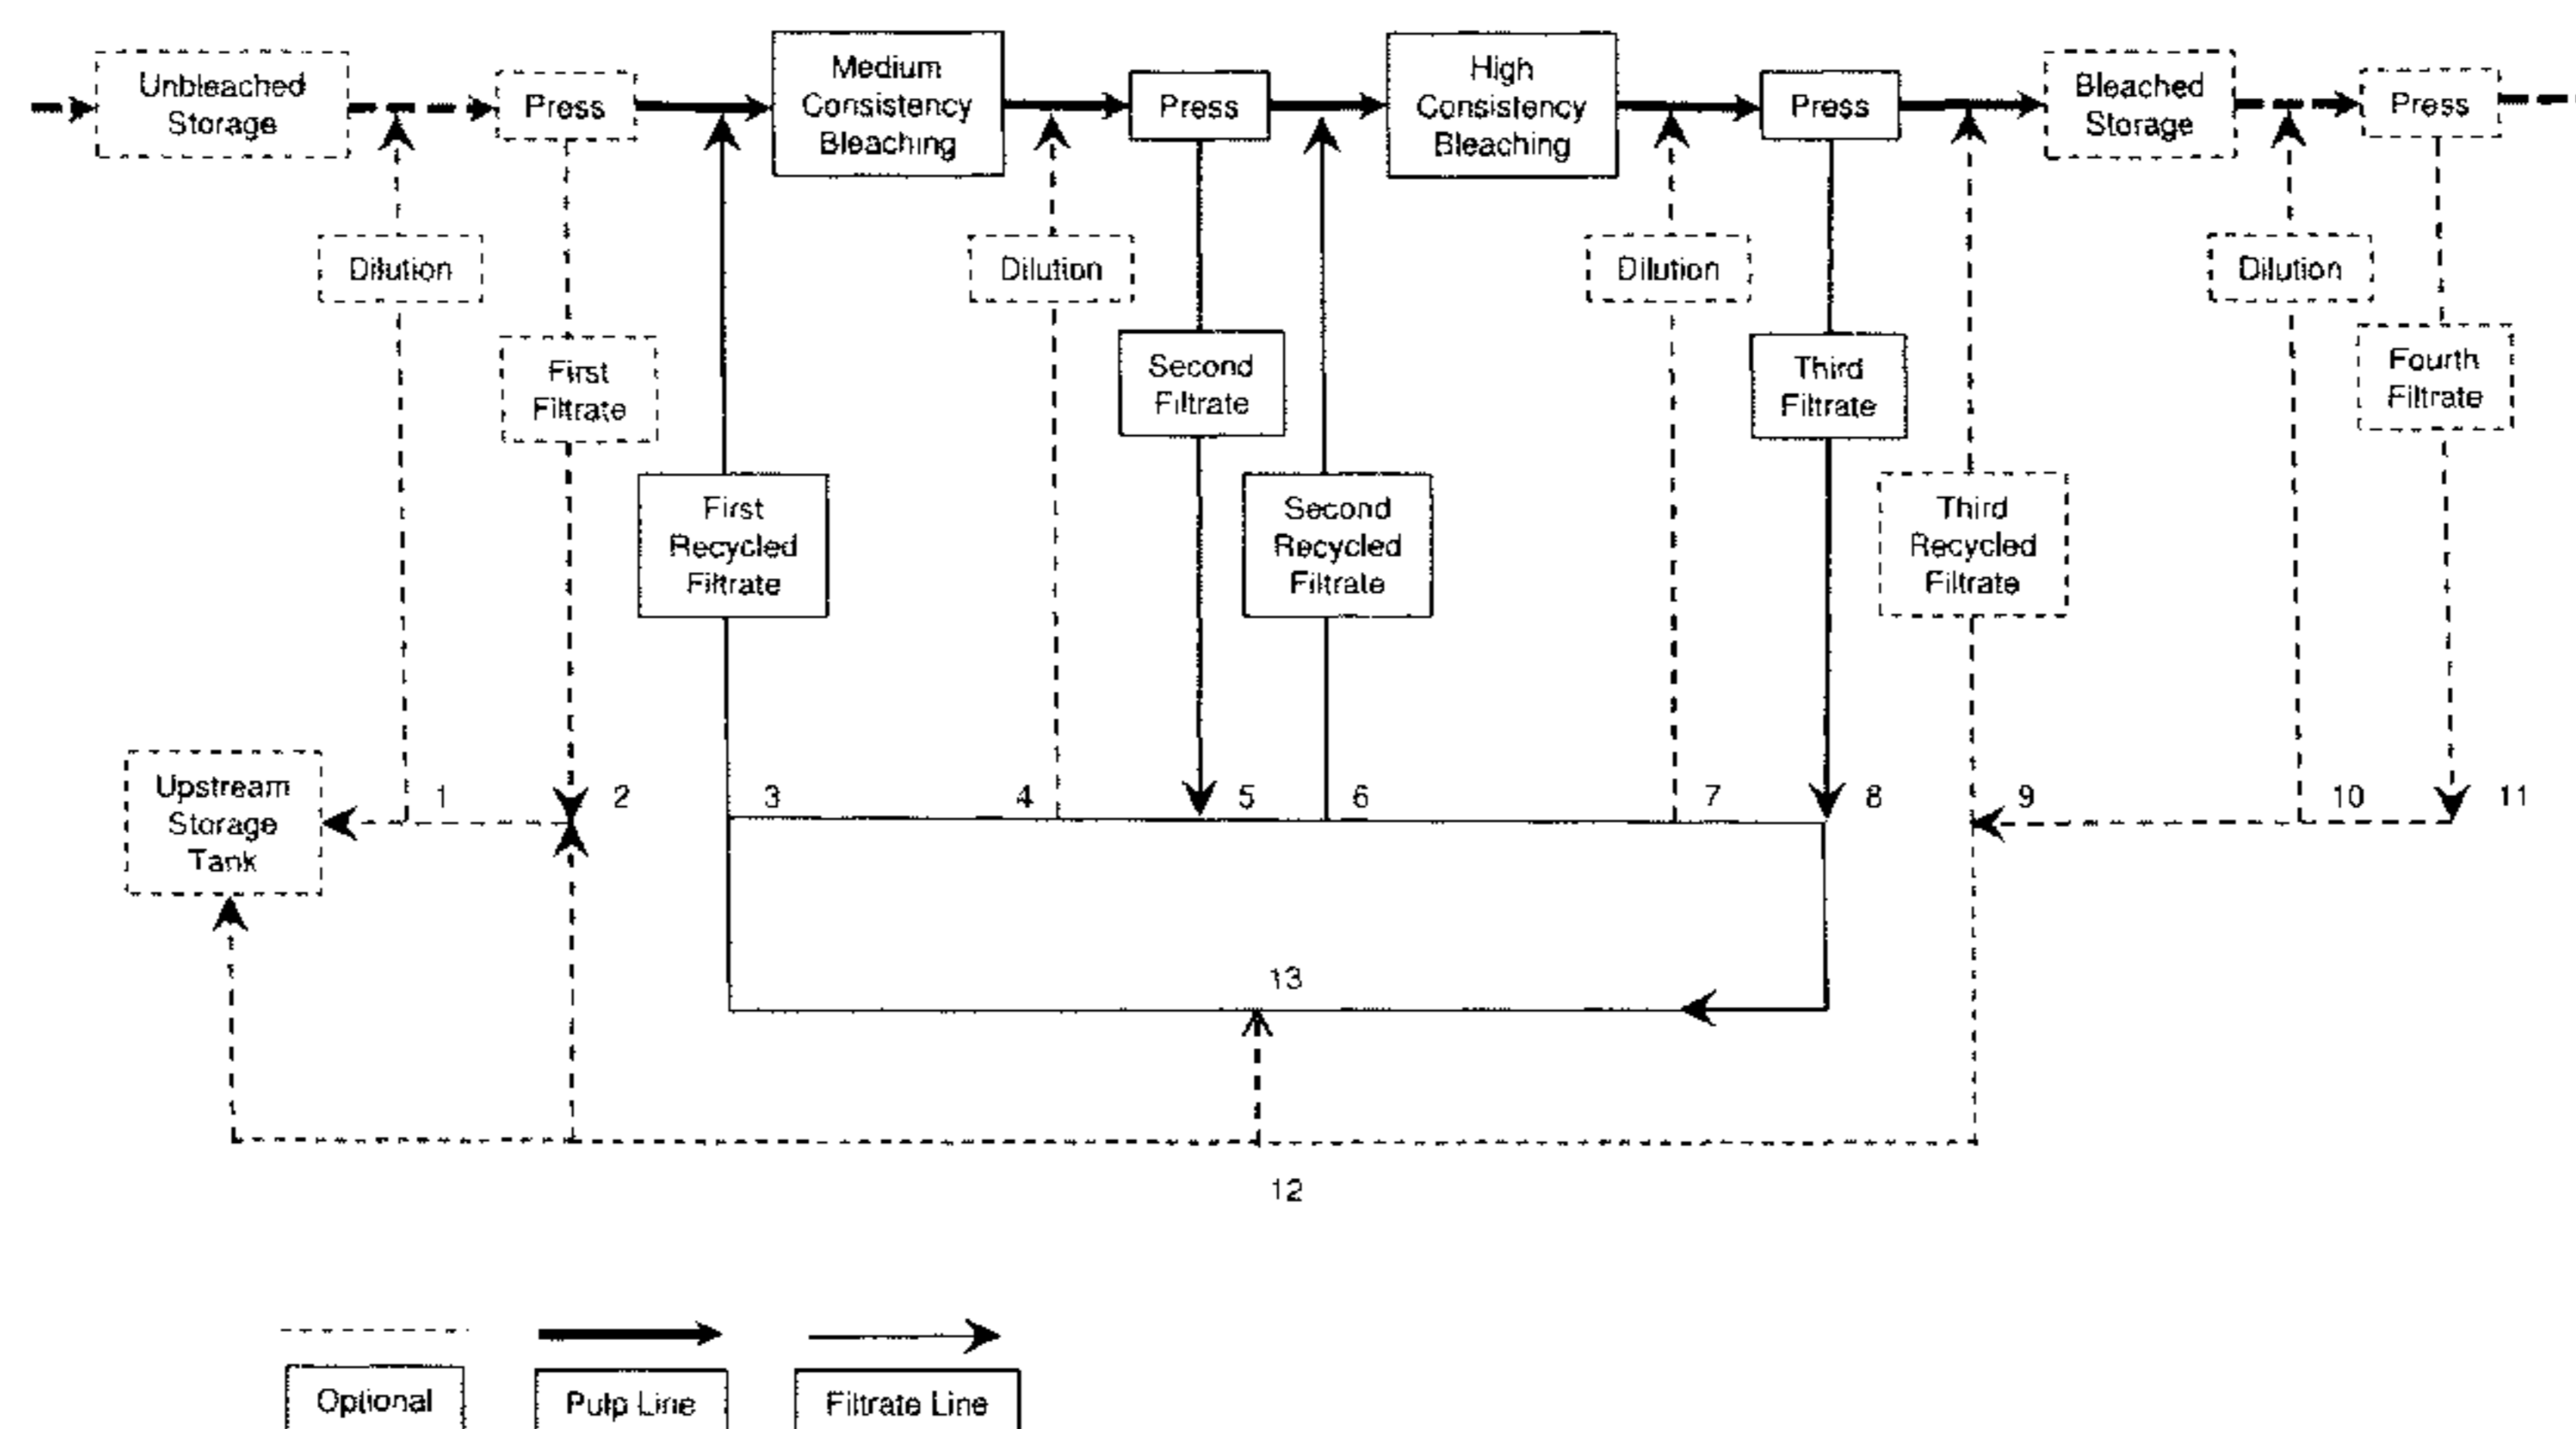 Unbleached
Storage
Press
Medium
Consistency
Bleaching
Press
High
Consistency
Bleaching
Press
Bleached
Storage
Press
Dilution
Dilution
Dilution
Dilution
First
Filtrate
Second
Filtrate
Third
Filtrate
Fourth
Filtrate
First
Recycled
Filtrate
Second
Recycled
Filtrate
Third
Recycled
Filtrate
Upstream
Storage
Tank
1
2
3
4
5
6
7
8
9
10
11
13
12
Optional
Pulp Line
Filtrate Line